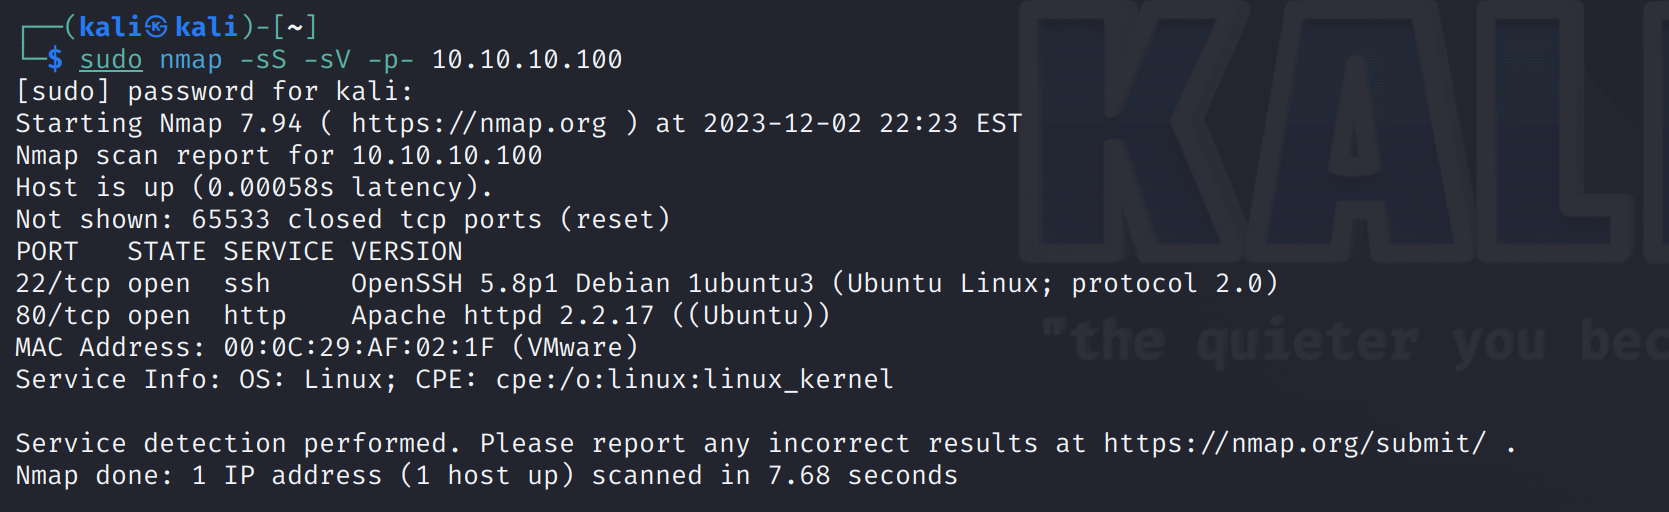 ┌──(kali㉿kali)-[~]
└─$ sudo nmap -sS -sV -p- 10.10.10.100
[sudo] password for kali:
Starting Nmap 7.94 ( https://nmap.org ) at 2023-12-02 22:23 EST
Nmap scan report for 10.10.10.100
Host is up (0.00058s latency).
Not shown: 65533 closed tcp ports (reset)
PORT   STATE SERVICE VERSION
22/tcp open  ssh     OpenSSH 5.8p1 Debian 1ubuntu3 (Ubuntu Linux; protocol 2.0)
80/tcp open  http    Apache httpd 2.2.17 ((Ubuntu))
MAC Address: 00:0C:29:AF:02:1F (VMware)
Service Info: OS: Linux; CPE: cpe:/o:linux:linux_kernel
Service detection performed. Please report any incorrect results at https://nmap.org/submit/ .
Nmap done: 1 IP address (1 host up) scanned in 7.68 seconds
KAL
"the quieter you bec